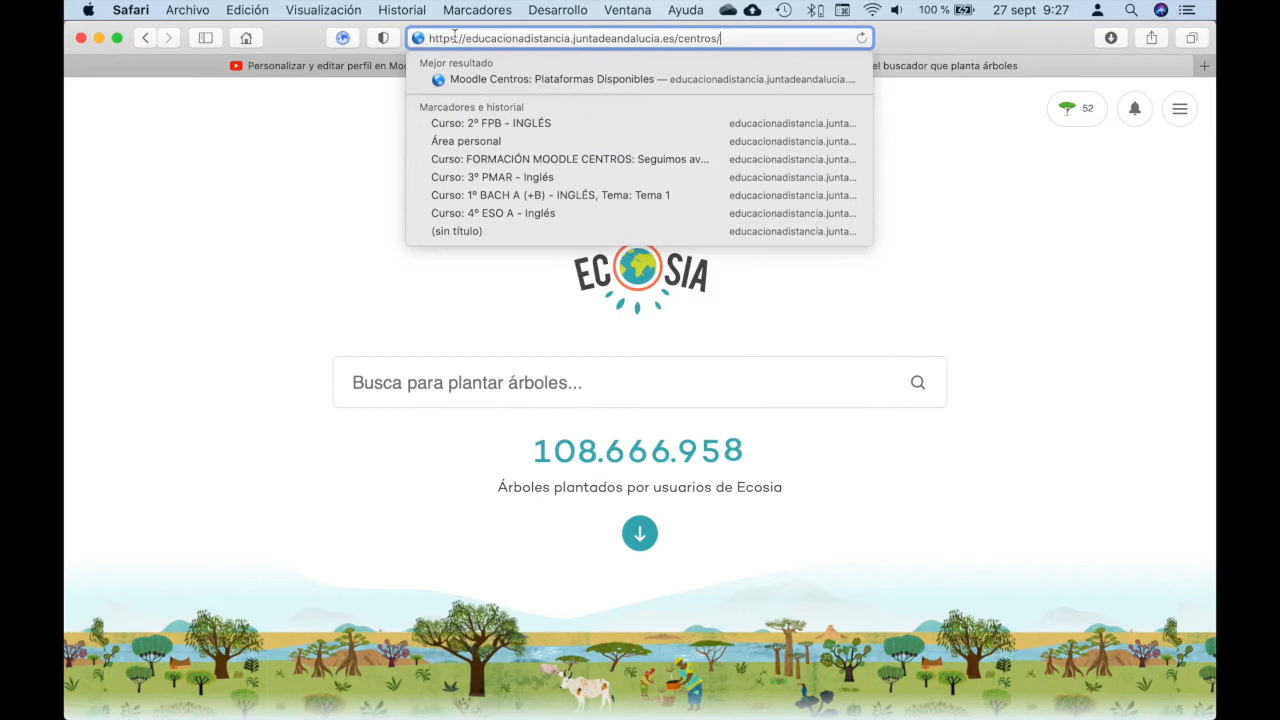 Safari Archivo Edición Visualización Historial Marcadores Desarrollo Ventana Ayuda 100 % 27 sept 9:27
https://educacionadistancia.juntadeandalucia.es/centros/
Personalizar y editar perfil en Moo el buscador que planta árboles
Mejor resultado
Moodle Centros: Plataformas Disponibles — educacionadistancia.juntadeandalucia....
Marcadores e historial
Curso: 2º FPB - INGLÉS educacionadistancia.junta...
Área personal educacionadistancia.junta...
Curso: FORMACIÓN MOODLE CENTROS: Seguimos av... educacionadistancia.junta...
Curso: 3º PMAR - Inglés educacionadistancia.junta...
Curso: 1º BACH A (+B) - INGLÉS, Tema: Tema 1 educacionadistancia.junta...
Curso: 4º ESO A - Inglés educacionadistancia.junta...
(sin título) educacionadistancia.junta...
52
ECOSIA
Busca para plantar árboles...
108.666.958
Árboles plantados por usuarios de Ecosia